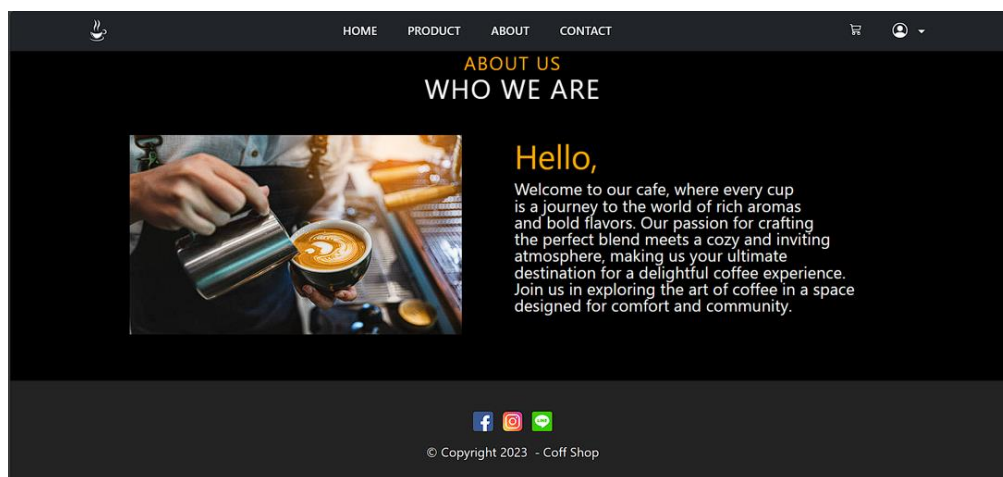 HOME PRODUCT ABOUT CONTACT
ABOUT US
WHO WE ARE
Hello,
Welcome to our cafe, where every cup
is a journey to the world of rich aromas
and bold flavors. Our passion for crafting
the perfect blend meets a cozy and inviting
atmosphere, making us your ultimate
destination for a delightful coffee experience.
Join us in exploring the art of coffee in a space
designed for comfort and community.
LINE
© Copyright 2023 - Coff Shop